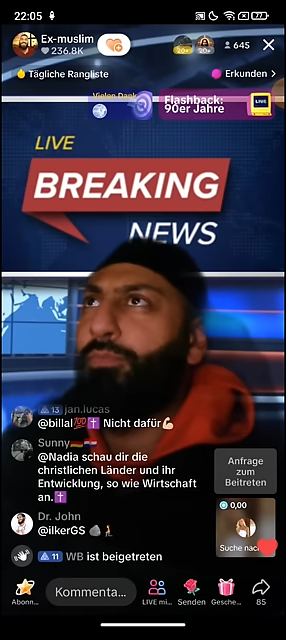 22:05
77
Ex-muslim
236.8K
20+
645
Tägliche Rangliste
Erkunden >
Vielen Dank
Flashback:
90er Jahre
LIVE
LIVE
BREAKING
NEWS
13 jan.lucas
@billal💯✝️ Nicht dafür💪🏻
Sunny🇩🇪🇭🇷
@Nadia schau dir die
christlichen Länder und ihr
Entwicklung, so wie Wirtschaft
an.✝️
Anfrage
zum
Beitreten
0,00
Suche nac
Dr. John
@ilkerGS
11 WB ist beigetreten
Abonn...
Kommenta...
LIVE mi...
Senden
Gesche...
85